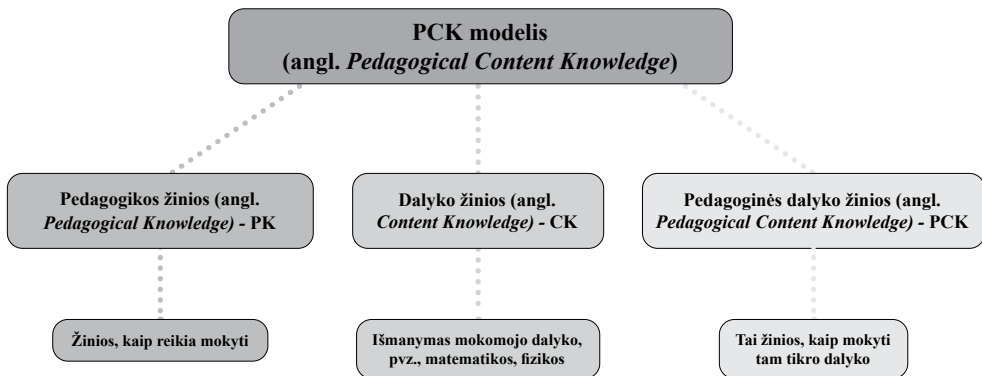 PCK modelis
(angl. Pedagogical Content Knowledge)
Pedagogikos žinios (angl.
Pedagogical Knowledge) - PK
Dalyko žinios (angl.
Content Knowledge) - CK
Pedagoginės dalyko žinios (angl.
Pedagogical Content Knowledge) - PCK
Žinios, kaip reikia mokyti
Išmanymas mokomojo dalyko,
pvz., matematikos, fizikos
Tai žinios, kaip mokyti
tam tikro dalyko